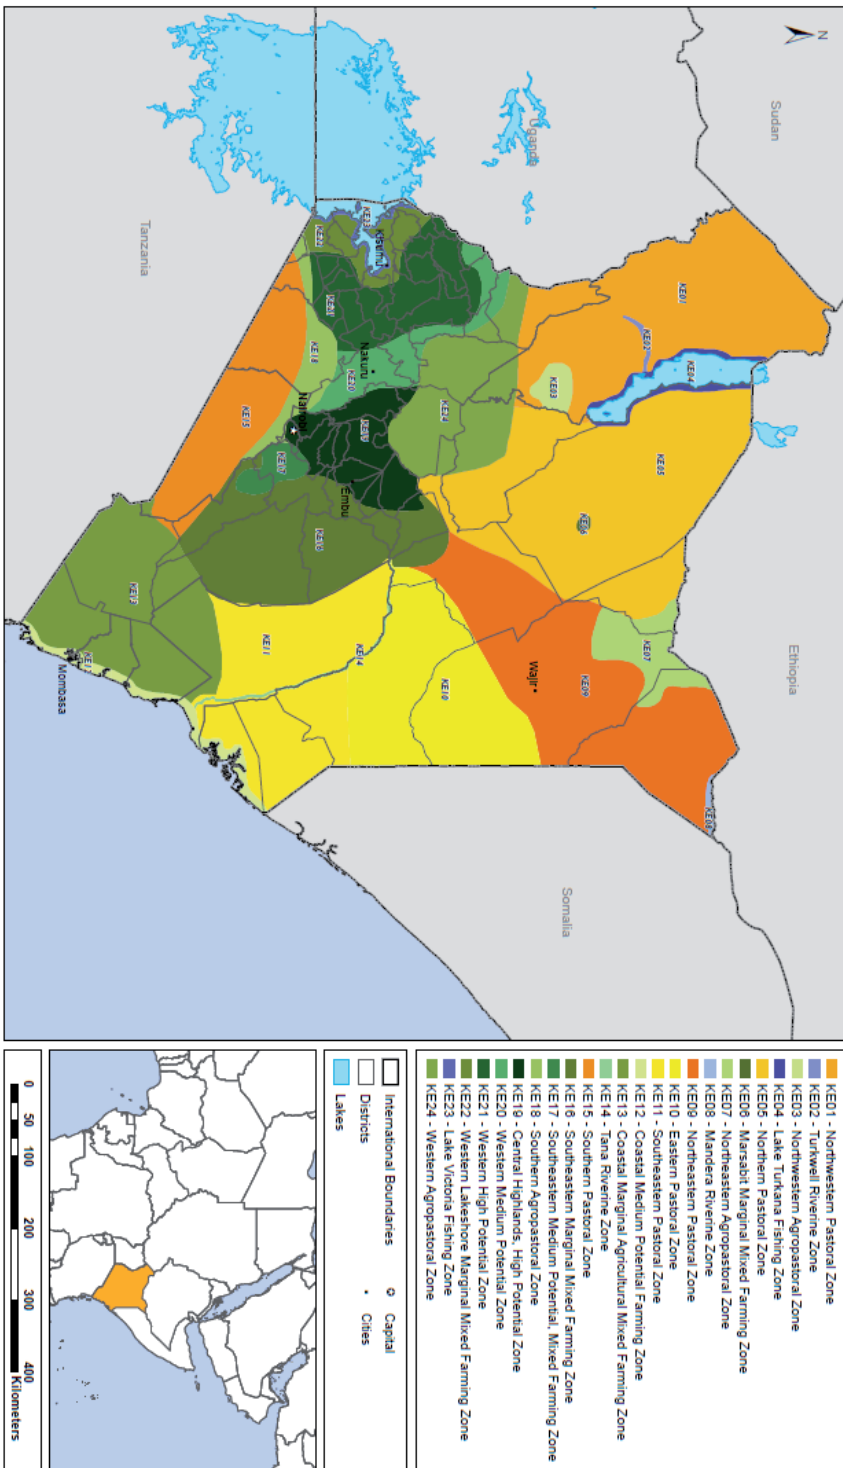 N
Sudan
Uganda
Ethiopia
Somalia
Tanzania
KE01
KE02
KE03
KE04
KE05
KE06
KE07
KE08
KE09
Wajir
KE10
KE11
KE14
KE24
KE20
Nakuru
KE19
Embu
Kisumu
KE23
KE22
KE21
KE18
Nairobi
KE17
KE16
KE15
KE13
Mombasa
KE01 - Northwestern Pastoral Zone
KE02 - Turkwell Riverine Zone
KE03 - Northwestern Agropastoral Zone
KE04 - Lake Turkana Fishing Zone
KE05 - Northern Pastoral Zone
KE06 - Marsabit Marginal Mixed Farming Zone
KE07 - Northeastern Agropastoral Zone
KE08 - Mandera Riverine Zone
KE09 - Northeastern Pastoral Zone
KE10 - Eastern Pastoral Zone
KE11 - Southeastern Pastoral Zone
KE12 - Coastal Medium Potential Farming Zone
KE13 - Coastal Marginal Agricultural Mixed Farming Zone
KE14 - Tana Riverine Zone
KE15 - Southern Pastoral Zone
KE16 - Southeastern Marginal Mixed Farming Zone
KE17 - Southeastern Medium Potential, Mixed Farming Zone
KE18 - Southern Agropastoral Zone
KE19 - Central Highlands, High Potential Zone
KE20 - Western Medium Potential Zone
KE21 - Western High Potential Zone
KE22 - Western Lakeshore Marginal Mixed Farming Zone
KE23 - Lake Victoria Fishing Zone
KE24 - Western Agropastoral Zone
International Boundaries
Capital
Districts
Cities
Lakes
0 50 100 200 300 400
Kilometers